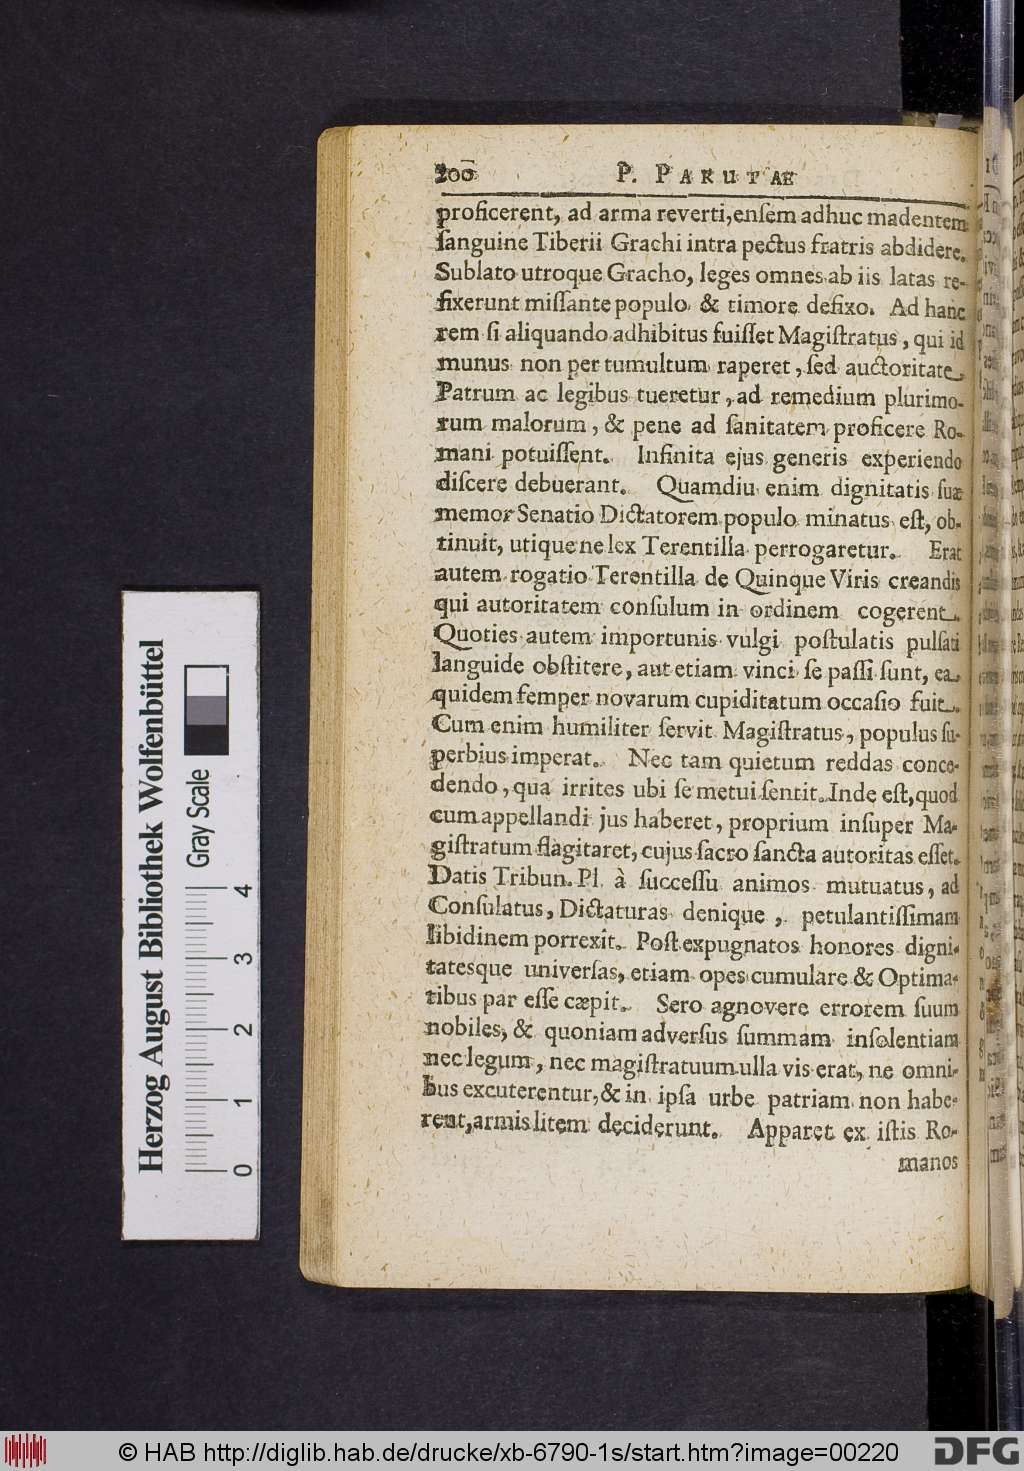 200 P. PARUTAE
proficerent, ad arma reverti, ensem adhuc madentem
ſanguine Tiberii Grachi intra pectus fratris abdidere.
Sublato utroque Gracho, leges omnes ab iis latas re-
fixerunt miſſante populo & timore defixo. Ad hanc
rem ſi aliquando adhibitus fuiſſet Magiſtratus, qui id
munus non per tumultum raperet, ſed auctoritate
Patrum ac legibus tueretur, ad remedium plurimo-
rum malorum, & pene ad ſanitatem proficere Ro-
mani potuiſſent. Infinita ejus generis experiendo
diſcere debuerant. Quamdiu enim dignitatis ſuæ
memor Senatio Dictatorem populo minatus eſt, ob-
tinuit, utique ne lex Terentilla perrogaretur. Erat
autem rogatio Terentilla de Quinque Viris creandis
qui autoritatem conſulum in ordinem cogerent.
Quoties autem importunis vulgi poſtulatis pulſati
languide obſtitere, aut etiam vinci ſe paſſi ſunt, ea
quidem ſemper novarum cupiditatum occaſio fuit.
Cum enim humiliter ſervit Magiſtratus, populus ſu-
perbius imperat. Nec tam quietum reddas conce-
dendo, qua irrites ubi ſe metui ſentit. Inde eſt, quod
cum appellandi jus haberet, proprium inſuper Ma-
giſtratum flagitaret, cujus ſacro ſancta autoritas eſſet.
Datis Tribun. Pl. à ſucceſſu animos mutuatus, ad
Conſulatus, Dictaturas denique, petulantiſſimam
libidinem porrexit. Poſt expugnatos honores digni-
tatesque univerſas, etiam opes cumulare & Optima-
tibus par eſſe cæpit. Sero agnovere errorem ſuum
nobiles, & quoniam adverſus ſummam inſolentiam
nec legum, nec magiſtratuum ulla vis erat, ne omni-
bus excuterentur, & in ipſa urbe patriam non habe-
rent, armis litem deciderunt. Apparet ex iſtis Ro-
manos
Herzog August Bibliothek Wolfenbüttel
Gray Scale
0 1 2 3 4
© HAB http://diglib.hab.de/drucke/xb-6790-1s/start.htm?image=00220
DFG